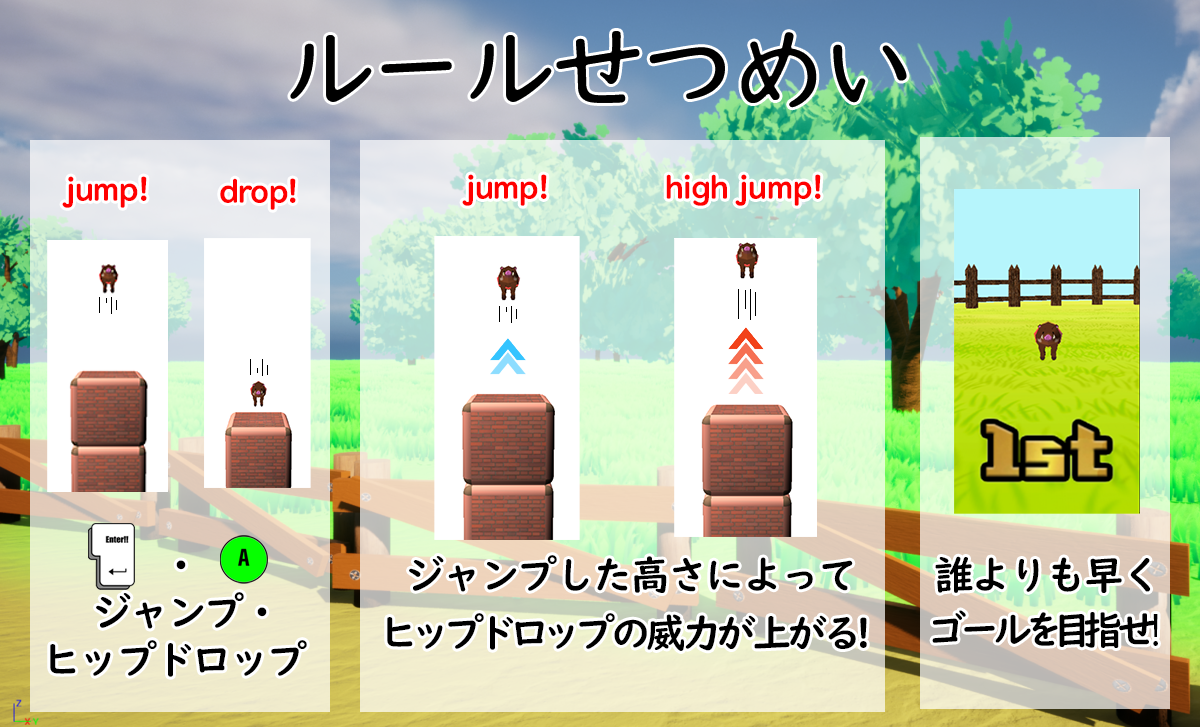 ルールせつめい
jump!
drop!
Enter!!
・
A
ジャンプ・
ヒップドロップ
jump!
high jump!
ジャンプした高さによって
ヒップドロップの威力が上がる!
1st
誰よりも早く
ゴールを目指せ!
Z
X
Y